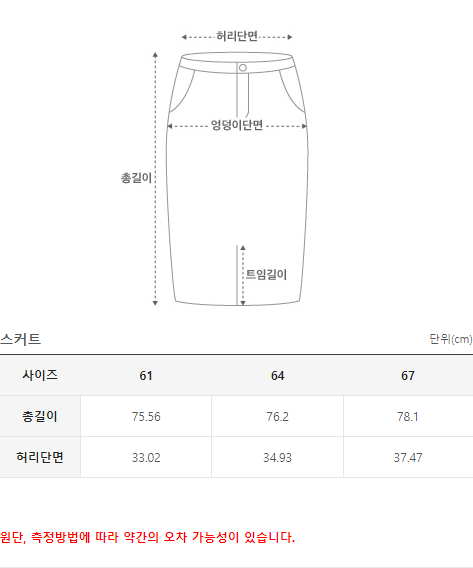 허리단면
엉덩이단면
총길이
트임길이
스커트 단위(cm)
사이즈 61 64 67
총길이 75.56 76.2 78.1
허리단면 33.02 34.93 37.47
원단, 측정방법에 따라 약간의 오차 가능성이 있습니다.